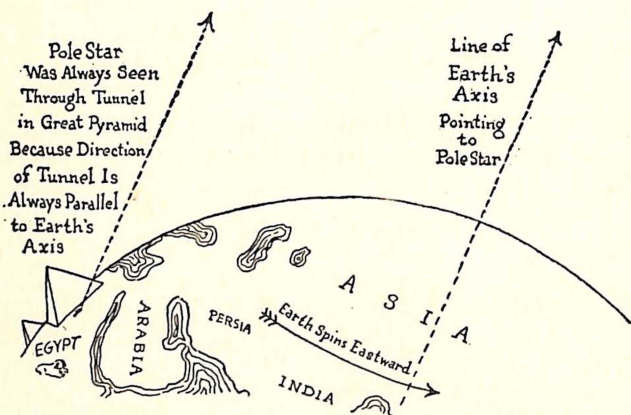 Pole Star
Was Always Seen
Through Tunnel
in Great Pyramid
Because Direction
of Tunnel Is
Always Parallel
to Earth's
Axis
Line of
Earth's
Axis
Pointing
to
Pole Star
ASIA
EGYPT
ARABIA
PERSIA
Earth Spins Eastward
INDIA